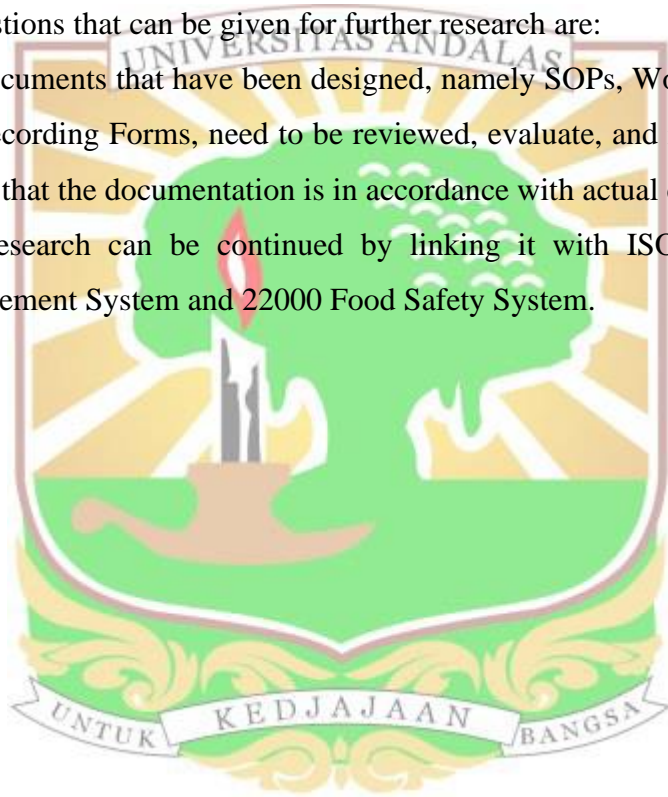 stions that can be given for further research are:
UNIVERSITAS ANDALAS
cuments that have been designed, namely SOPs, Wo
cording Forms, need to be reviewed, evaluate, and
that the documentation is in accordance with actual
esearch can be continued by linking it with ISO
ement System and 22000 Food Safety System.
UNTUK KEDJAJAAN BANGSA